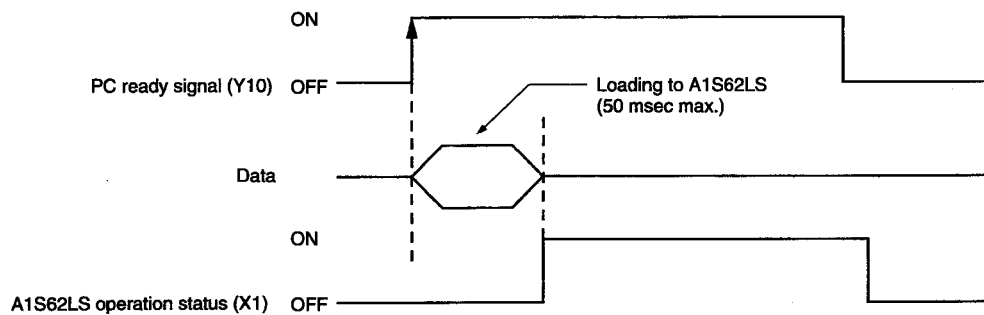 ON
PC ready signal (Y10) OFF
Loading to A1S62LS
(50 msec max.)
Data
ON
A1S62LS operation status (X1) OFF